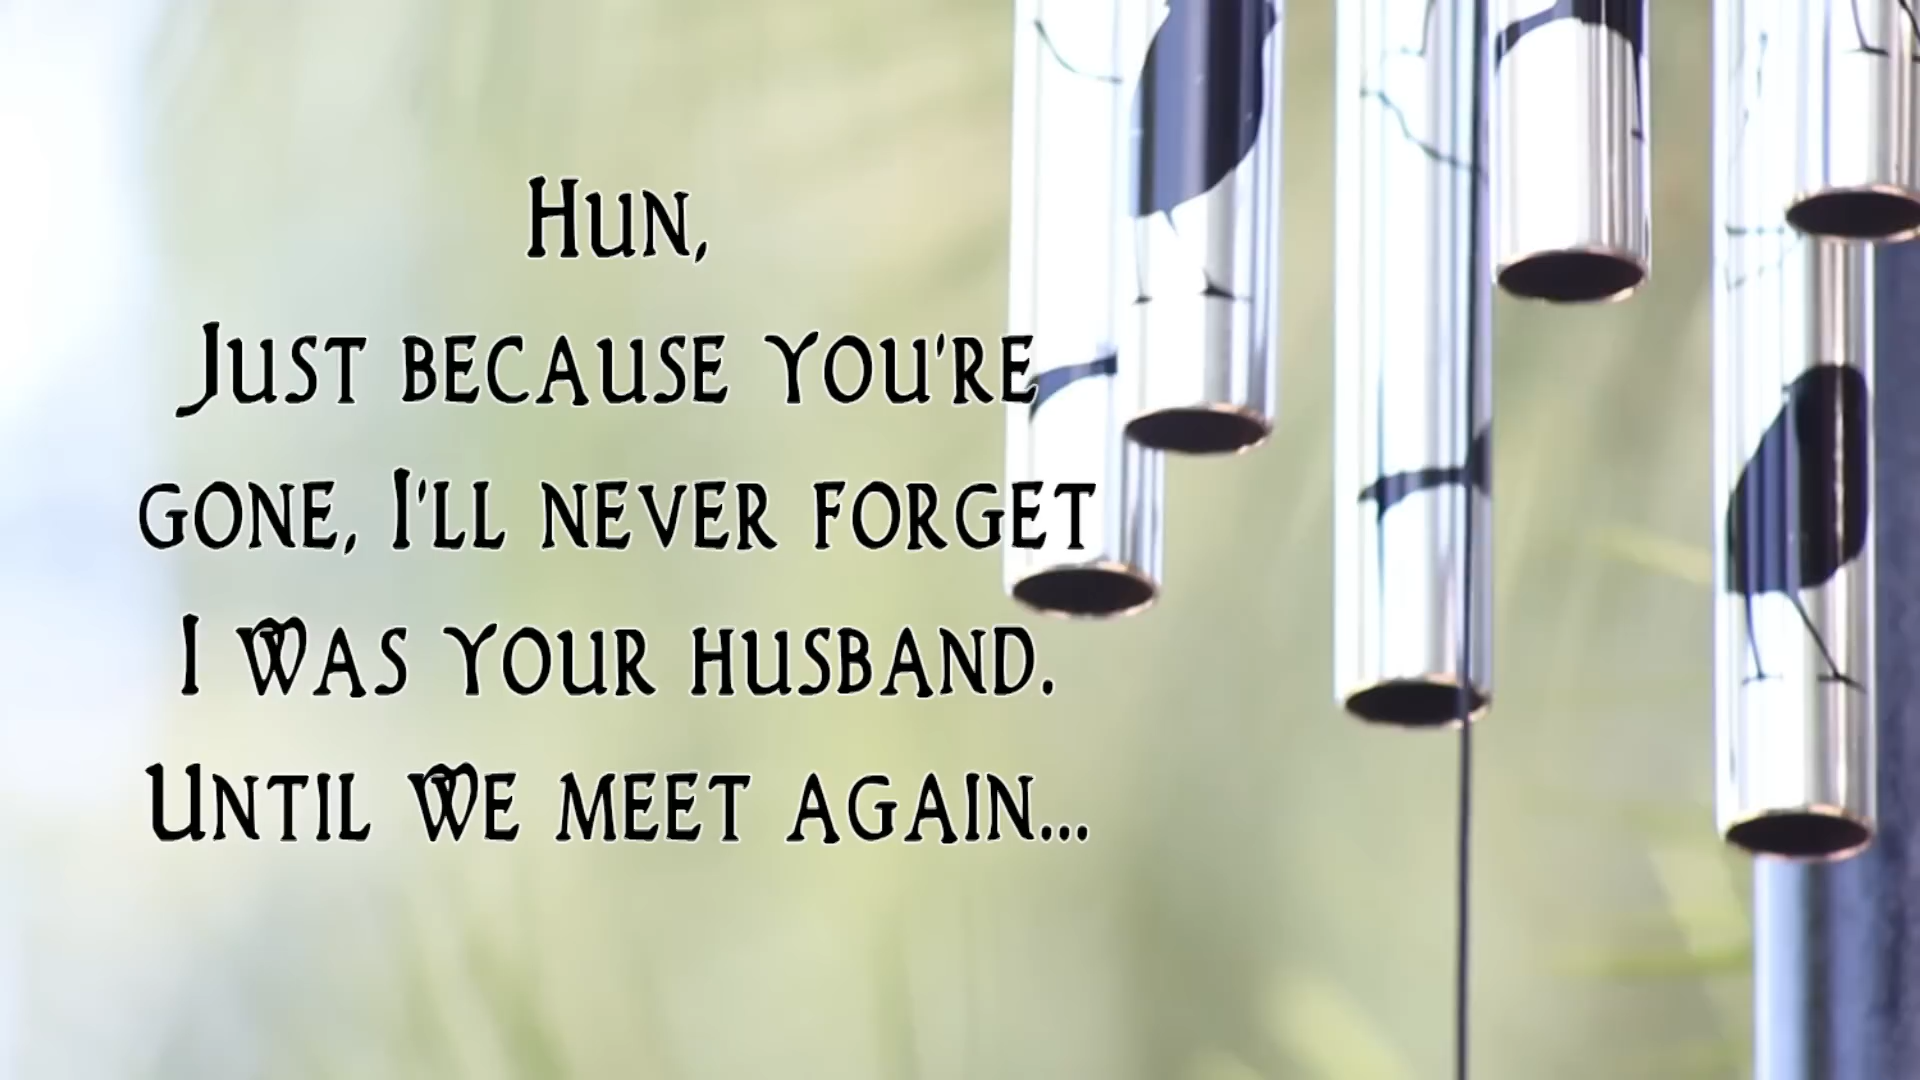 Hun,
Just because you're
gone, I'll never forget
I was your husband.
Until we meet again...